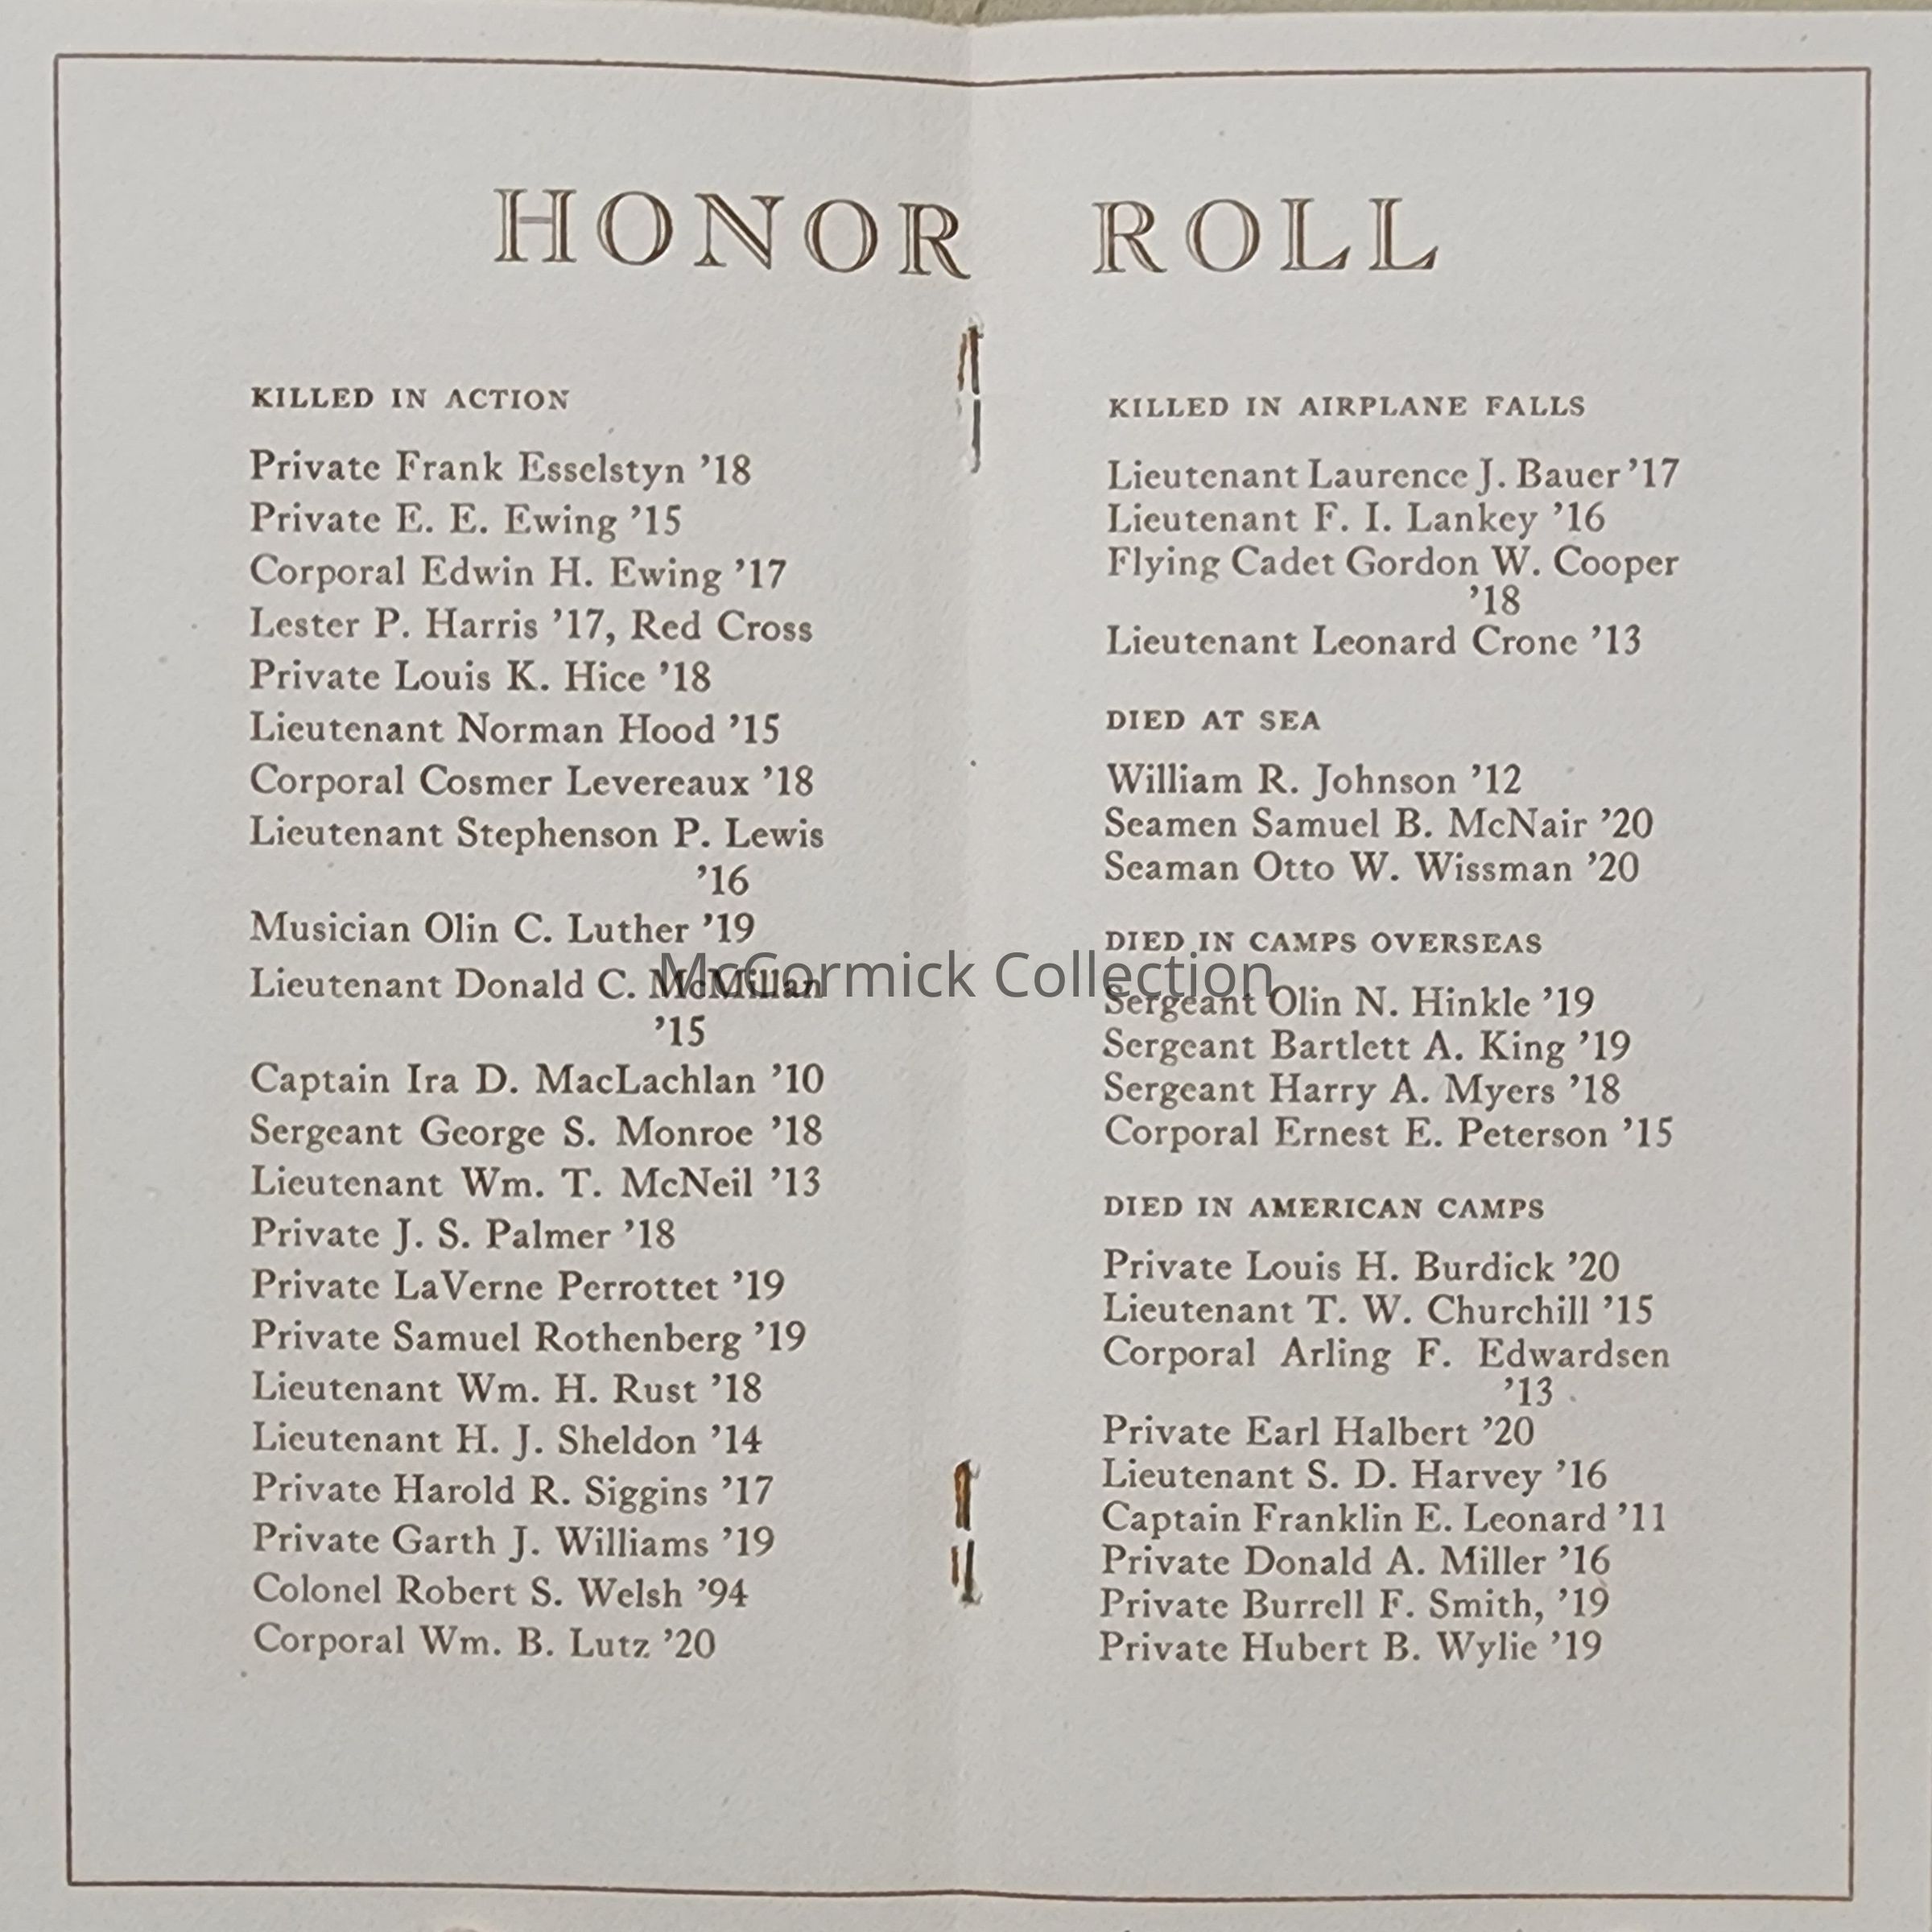 HONOR ROLL
KILLED IN ACTION
Private Frank Esselstyn ’18
Private E. E. Ewing ’15
Corporal Edwin H. Ewing ’17
Lester P. Harris ’17, Red Cross
Private Louis K. Hice ’18
Lieutenant Norman Hood ’15
Corporal Cosmer Levereaux ’18
Lieutenant Stephenson P. Lewis
’16
Musician Olin C. Luther ’19
Lieutenant Donald C. McMillan
’15
Captain Ira D. MacLachlan ’10
Sergeant George S. Monroe ’18
Lieutenant Wm. T. McNeil ’13
Private J. S. Palmer ’18
Private LaVerne Perrottet ’19
Private Samuel Rothenberg ’19
Lieutenant Wm. H. Rust ’18
Lieutenant H. J. Sheldon ’14
Private Harold R. Siggins ’17
Private Garth J. Williams ’19
Colonel Robert S. Welsh ’94
Corporal Wm. B. Lutz ’20
KILLED IN AIRPLANE FALLS
Lieutenant Laurence J. Bauer ’17
Lieutenant F. I. Lankey ’16
Flying Cadet Gordon W. Cooper
’18
Lieutenant Leonard Crone ’13
DIED AT SEA
William R. Johnson ’12
Seamen Samuel B. McNair ’20
Seaman Otto W. Wissman ’20
DIED IN CAMPS OVERSEAS
Sergeant Olin N. Hinkle ’19
Sergeant Bartlett A. King ’19
Sergeant Harry A. Myers ’18
Corporal Ernest E. Peterson ’15
DIED IN AMERICAN CAMPS
Private Louis H. Burdick ’20
Lieutenant T. W. Churchill ’15
Corporal Arling F. Edwardsen
’13
Private Earl Halbert ’20
Lieutenant S. D. Harvey ’16
Captain Franklin E. Leonard ’11
Private Donald A. Miller ’16
Private Burrell F. Smith, ’19
Private Hubert B. Wylie ’19
McCormick Collection